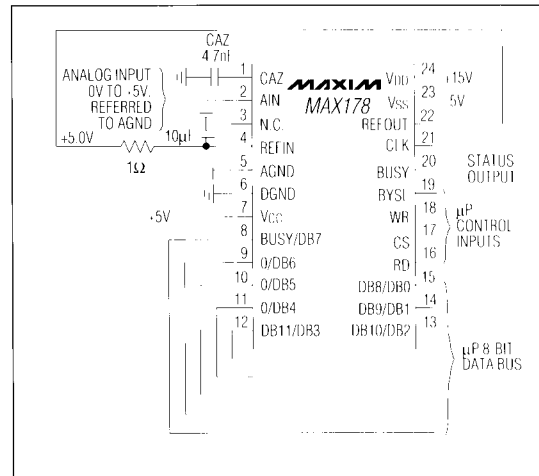 CAZ
4 7nf
ANALOG INPUT
0V TO +5V.
REFERRED
TO AGND
+5.0V
10µf
1Ω
+5V
1 CAZ
2 AIN
3 N.C.
4 REFIN
5 AGND
6 DGND
7 VCC
8 BUSY/DB7
9 0/DB6
10 0/DB5
11 0/DB4
12 DB11/DB3
MAXIM
MAX178
VDD 24
VSS 23
REFOUT 22
CLK 21
BUSY 20
BYSL 19
WR 18
CS 17
RD 16
DB8/DB0 15
DB9/DB1 14
DB10/DB2 13
+15V
5V
STATUS
OUTPUT
µP
CONTROL
INPUTS
µP 8 BIT
DATA BUS